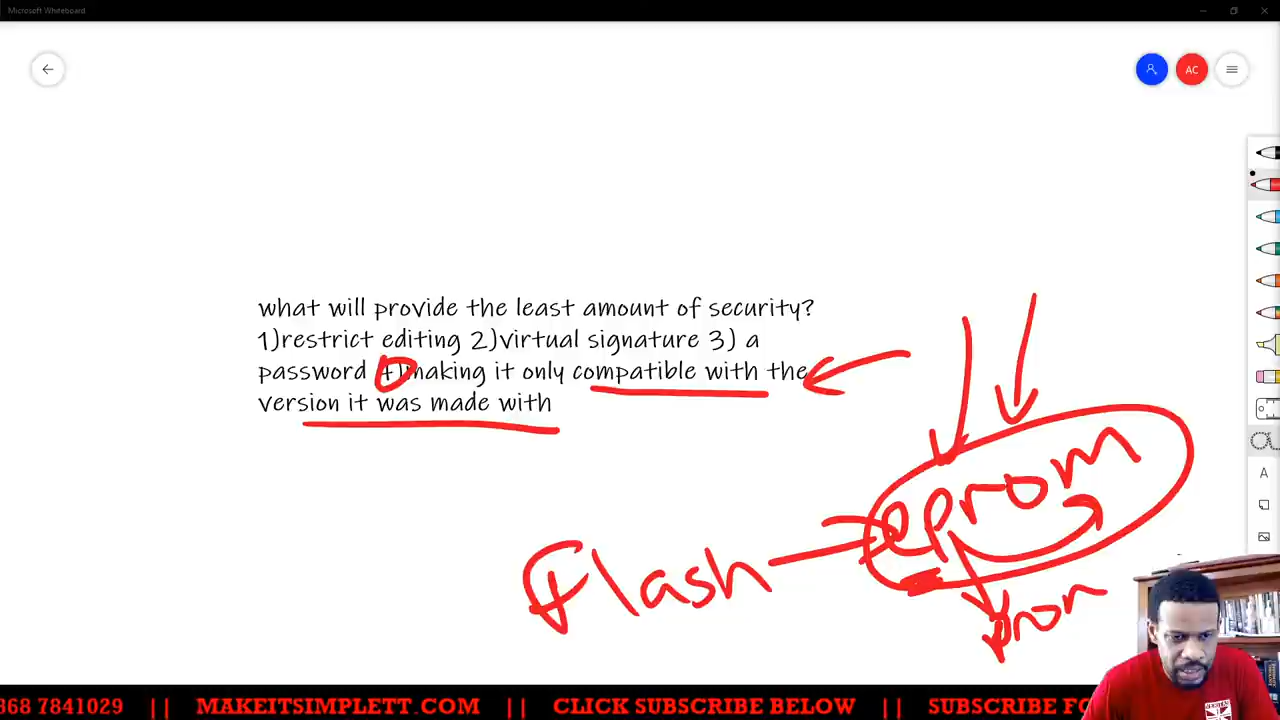 Microsoft Whiteboard
AC
what will provide the least amount of security?
1)restrict editing 2)virtual signature 3) a
password 4)making it only compatible with the
version it was made with
eprom
Flash
prom
A
868 7841029 || MAKEITSIMPLETT.COM || CLICK SUBSCRIBE BELOW || SUBSCRIBE FO